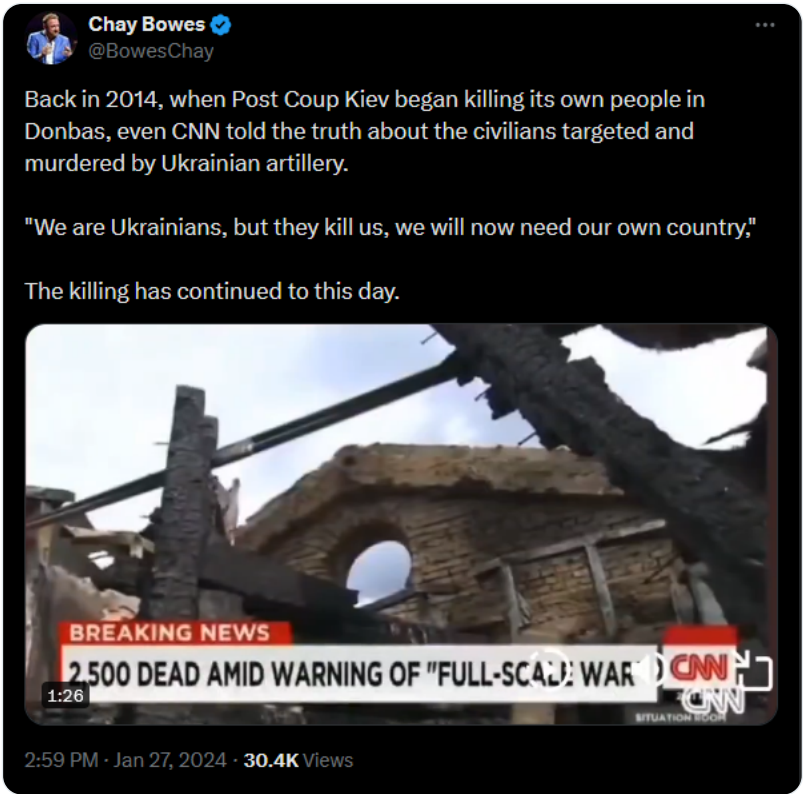 Chay Bowes
@BowesChay
Back in 2014, when Post Coup Kiev began killing its own people in
Donbas, even CNN told the truth about the civilians targeted and
murdered by Ukrainian artillery.
"We are Ukrainians, but they kill us, we will now need our own country,"
The killing has continued to this day.
BREAKING NEWS
2,500 DEAD AMID WARNING OF "FULL-SCALE WAR
CNN
1:26
CNN
SITUATION ROOM
2:59 PM · Jan 27, 2024 · 30.4K Views